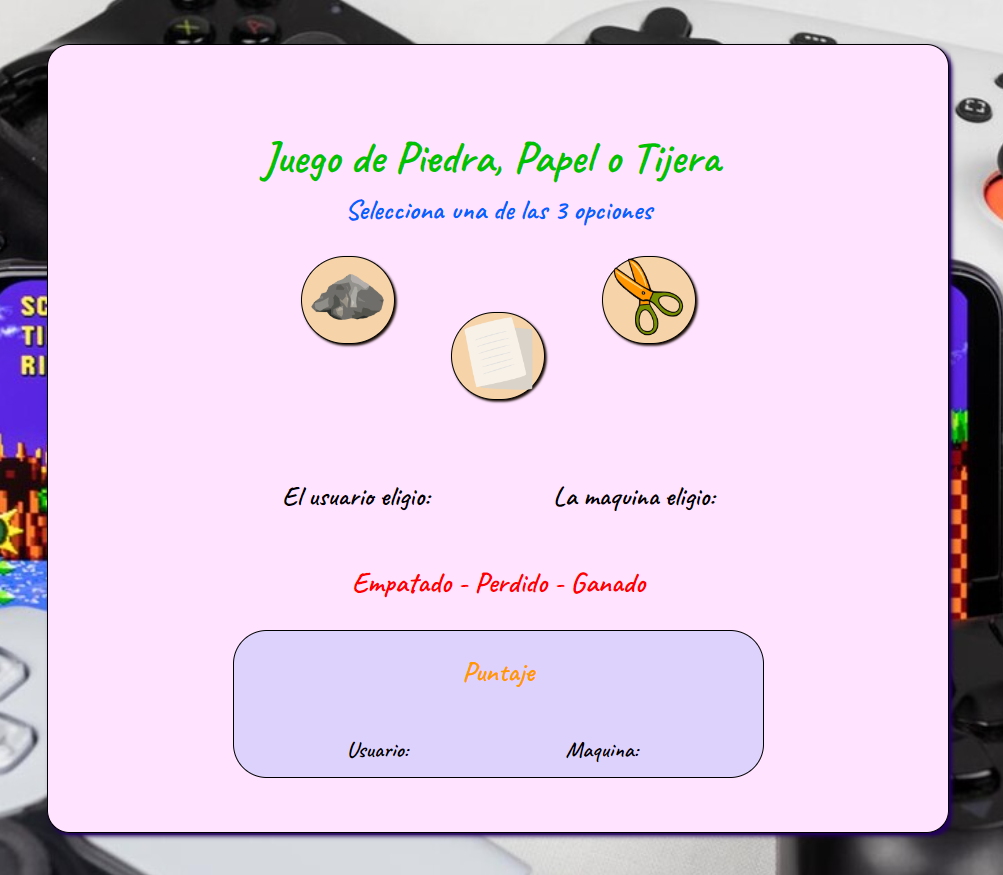 Juego de Piedra, Papel o Tijera
Selecciona una de las 3 opciones
El usuario eligio:
La maquina eligio:
Empatado - Perdido - Ganado
Puntaje
Usuario:
Maquina: